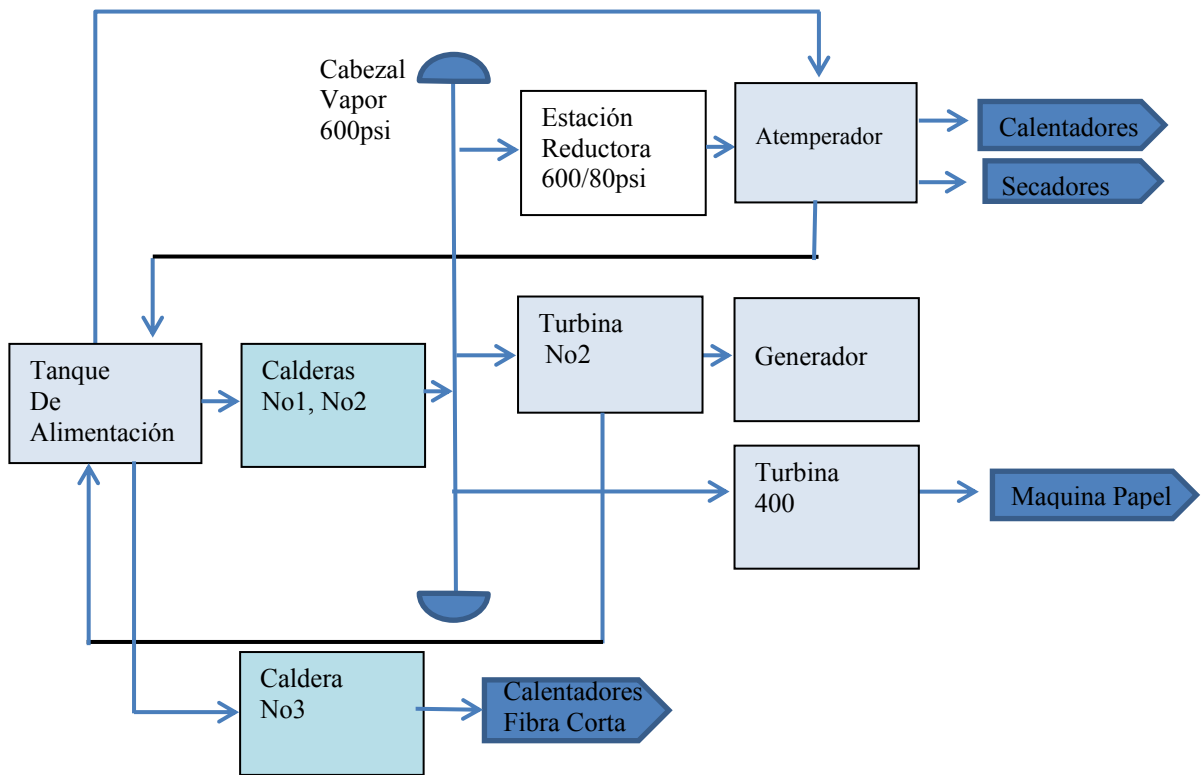 Cabezal
Vapor
600psi
Estación
Reductora
600/80psi
Atemperador
Calentadores
Secadores
Tanque
De
Alimentación
Calderas
No1, No2
Turbina
No2
Generador
Turbina
400
Maquina Papel
Caldera
No3
Calentadores
Fibra Corta